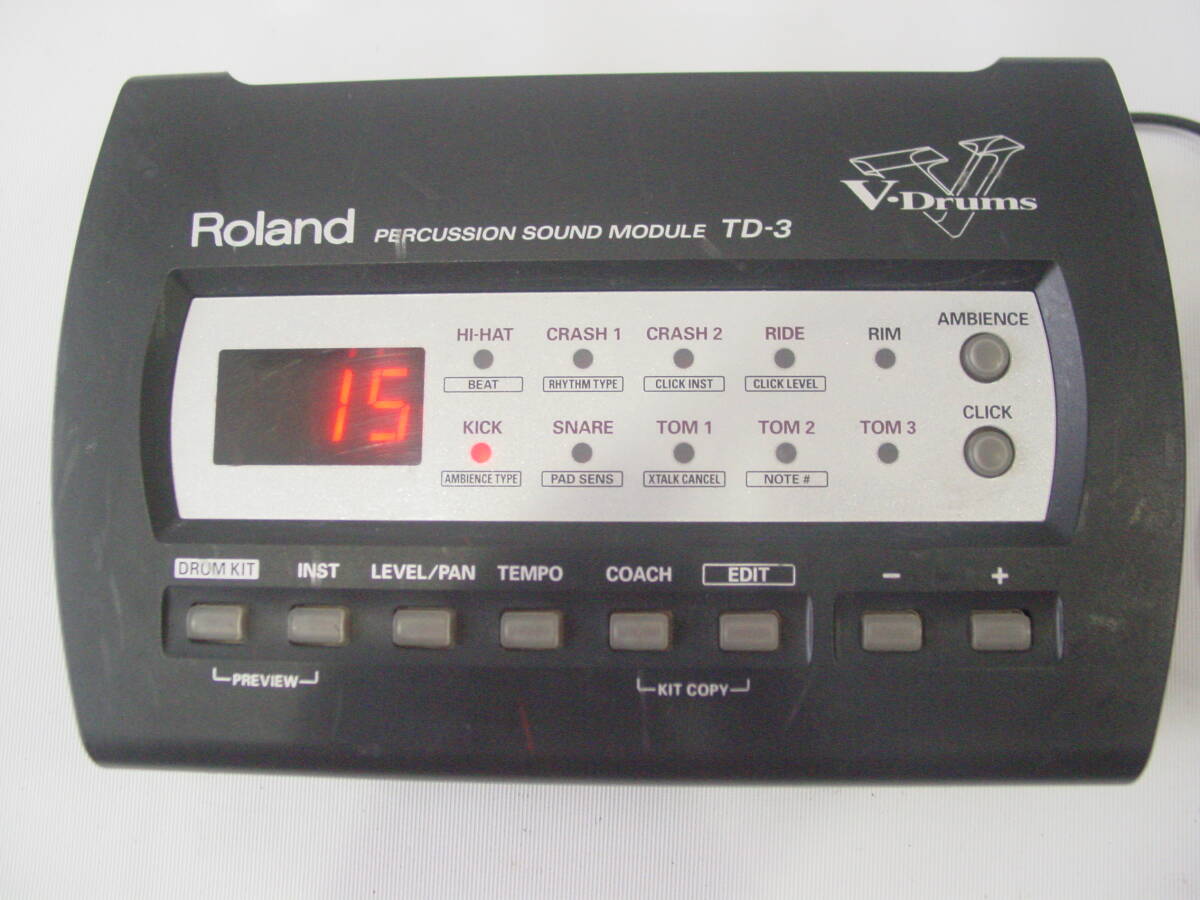 V-Drums
Roland PERCUSSION SOUND MODULE TD-3
HI-HAT CRASH 1 CRASH 2 RIDE RIM AMBIENCE
BEAT RHYTHM TYPE CLICK INST CLICK LEVEL
15
KICK SNARE TOM 1 TOM 2 TOM 3 CLICK
AMBIENCE TYPE PAD SENS XTALK CANCEL NOTE #
DRUM KIT INST LEVEL/PAN TEMPO COACH EDIT - +
PREVIEW KIT COPY